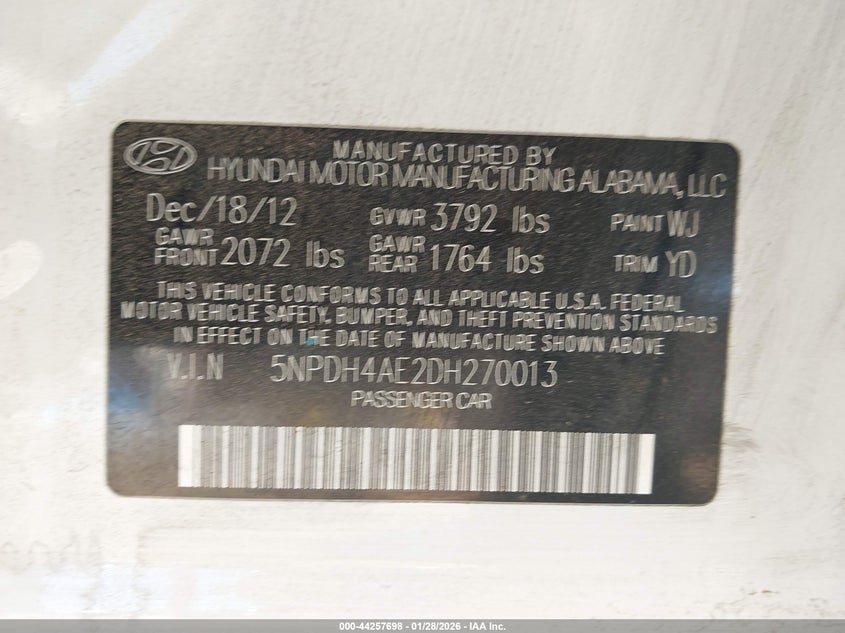 MANUFACTURED BY
HYUNDAI MOTOR MANUFACTURING ALABAMA, LLC
Dec/18/12 GVWR 3792 lbs PAINT WJ
GAWR FRONT 2072 lbs GAWR REAR 1764 lbs TRIM YD
THIS VEHICLE CONFORMS TO ALL APPLICABLE U.S.A. FEDERAL
MOTOR VEHICLE SAFETY, BUMPER, AND THEFT PREVENTION STANDARDS
IN EFFECT ON THE DATE OF MANUFACTURE SHOWN ABOVE
V.I.N 5NPDH4AE2DH270013
PASSENGER CAR
000-44257698 - 01/28/2026 - IAA Inc.